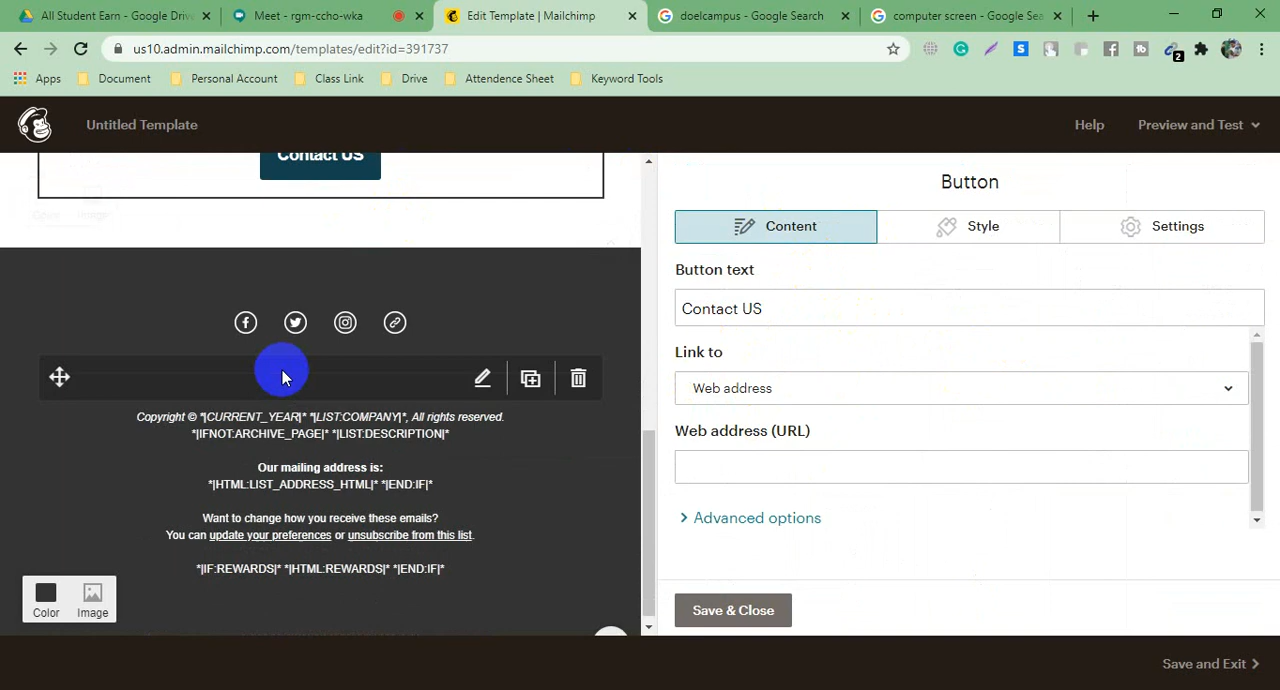 All Student Earn - Google Driv
Meet - rgm-ccho-wka
Edit Template | Mailchimp
doelcampus - Google Search
computer screen - Google Sea
us10.admin.mailchimp.com/templates/edit?id=391737
2
Apps
Document
Personal Account
Class Link
Drive
Attendence Sheet
Keyword Tools
Untitled Template
Help
Preview and Test
Contact US
Button
Content
Style
Settings
Button text
Contact US
Link to
Web address
Web address (URL)
Advanced options
Copyright © *|CURRENT_YEAR|* *|LIST:COMPANY|*, All rights reserved.
*|IFNOT:ARCHIVE_PAGE|* *|LIST:DESCRIPTION|*
Our mailing address is:
*|HTML:LIST_ADDRESS_HTML|* *|END:IF|*
Want to change how you receive these emails?
You can update your preferences or unsubscribe from this list.
*|IF:REWARDS|* *|HTML:REWARDS|* *|END:IF|*
Color
Image
Save & Close
Save and Exit